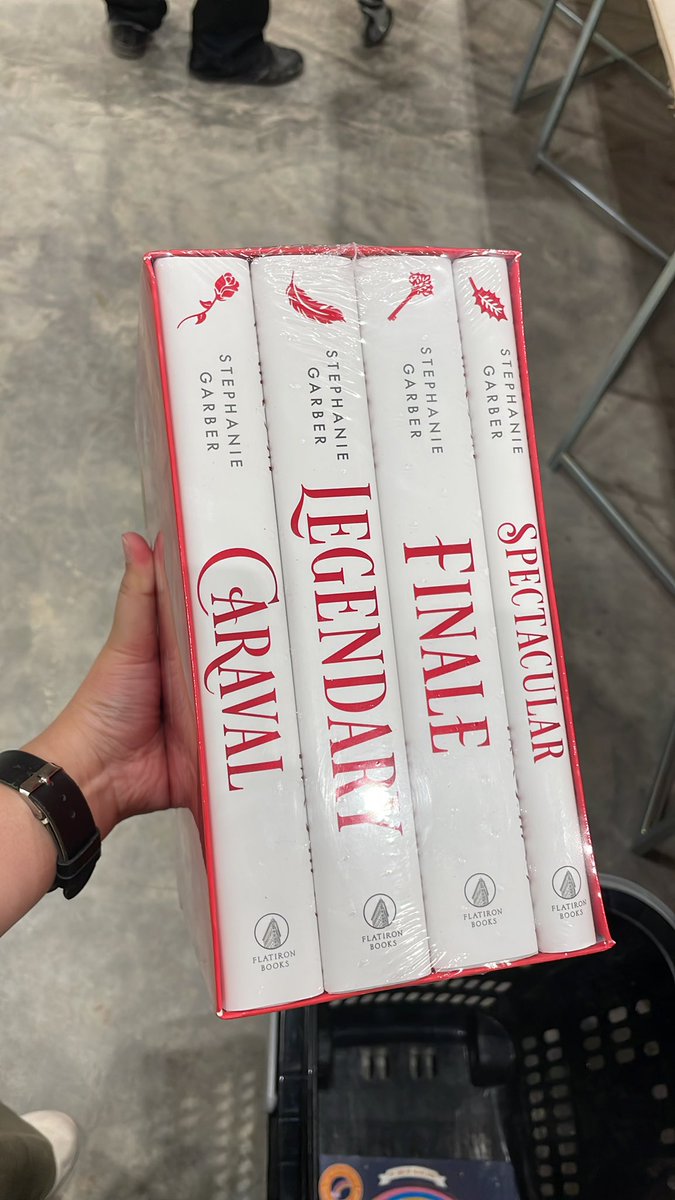 STEPHANIE
GARBER
CARAVAL
FLATIRON
BOOKS
STEPHANIE
GARBER
LEGENDARY
FLATIRON
BOOKS
STEPHANIE
GARBER
FINALE
FLATIRON
BOOKS
STEPHANIE
GARBER
SPECTACULAR
FLATIRON
BOOKS